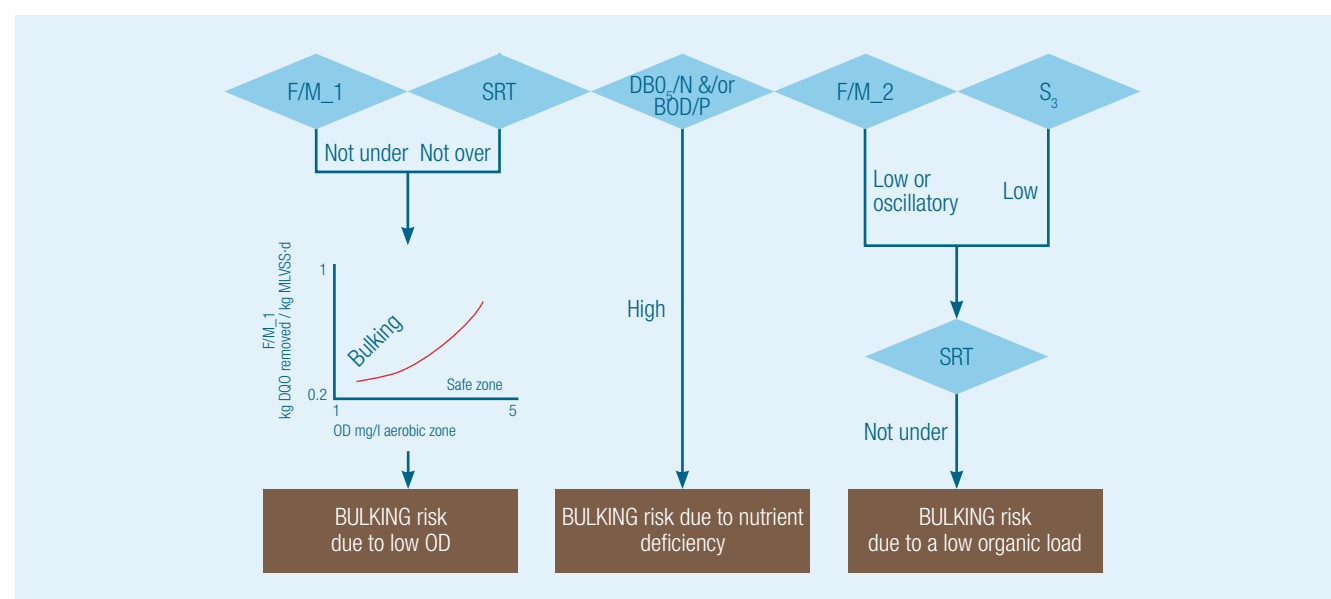 F/M_1
SRT
DBO₅/N &/or
BOD/P
F/M_2
S₃
Not under
Not over
Low or
oscillatory
Low
F/M_1
kg DQO removed / kg MLVSS·d
1
0.2
Bulking
Safe zone
1
5
OD mg/l aerobic zone
High
SRT
Not under
BULKING risk
due to low OD
BULKING risk due to nutrient
deficiency
BULKING risk
due to a low organic load